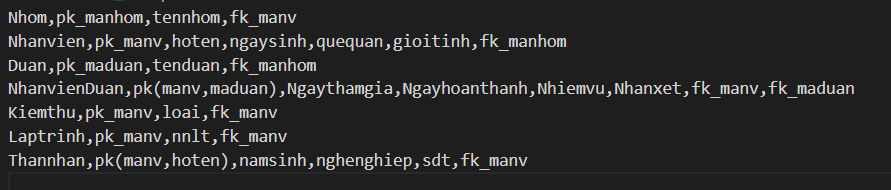 Nhom,pk_manhom,tennhom,fk_manv
Nhanvien,pk_manv,hoten,ngaysinh,quequan,gioitinh,fk_manhom
Duan,pk_maduan,tenduan,fk_manhom
NhanvienDuan,pk(manv,maduan),Ngaythamgia,Ngayhoanthanh,Nhiemvu,Nhanxet,fk_manv,fk_maduan
Kiemthu,pk_manv,loai,fk_manv
Laptrinh,pk_manv,nnlt,fk_manv
Thannhan,pk(manv,hoten),namsinh,nghenghiep,sdt,fk_manv